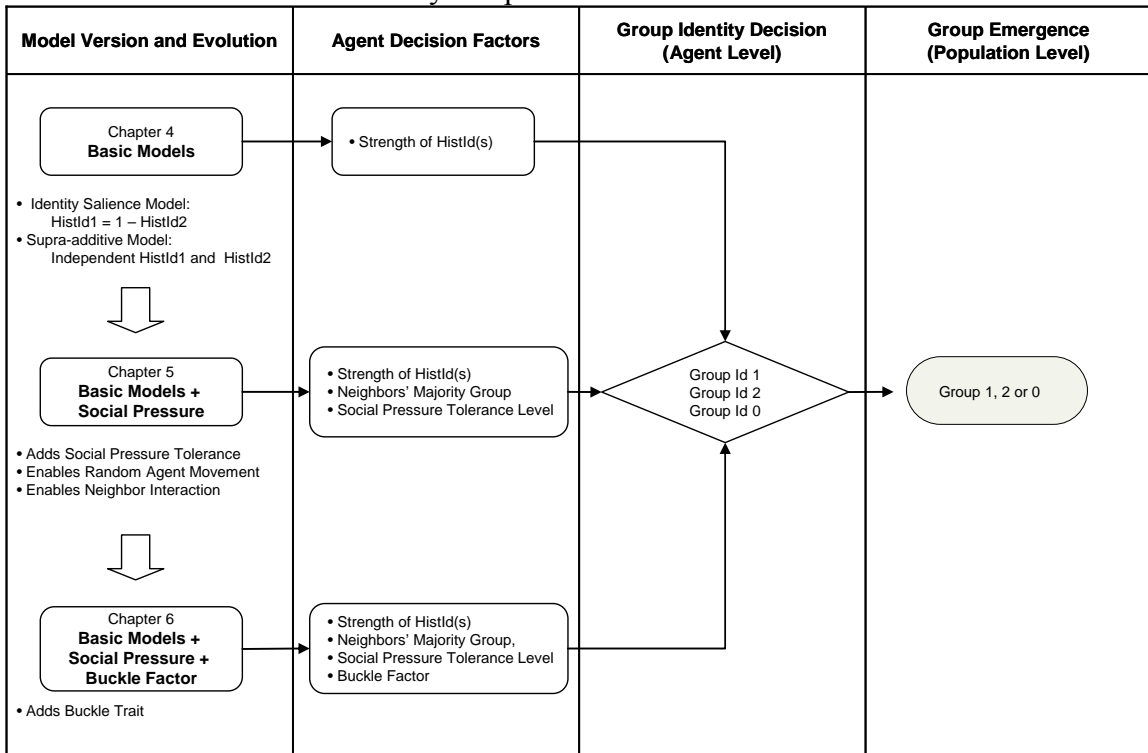 Model Version and Evolution
Agent Decision Factors
Group Identity Decision
(Agent Level)
Group Emergence
(Population Level)
Chapter 4
Basic Models
• Strength of HistId(s)
• Identity Salience Model:
HistId1 = 1 – HistId2
• Supra-additive Model:
Independent HistId1 and HistId2
Chapter 5
Basic Models +
Social Pressure
• Strength of HistId(s)
• Neighbors' Majority Group
• Social Pressure Tolerance Level
Group Id 1
Group Id 2
Group Id 0
Group 1, 2 or 0
• Adds Social Pressure Tolerance
• Enables Random Agent Movement
• Enables Neighbor Interaction
Chapter 6
Basic Models +
Social Pressure +
Buckle Factor
• Strength of HistId(s)
• Neighbors' Majority Group,
• Social Pressure Tolerance Level
• Buckle Factor
• Adds Buckle Trait